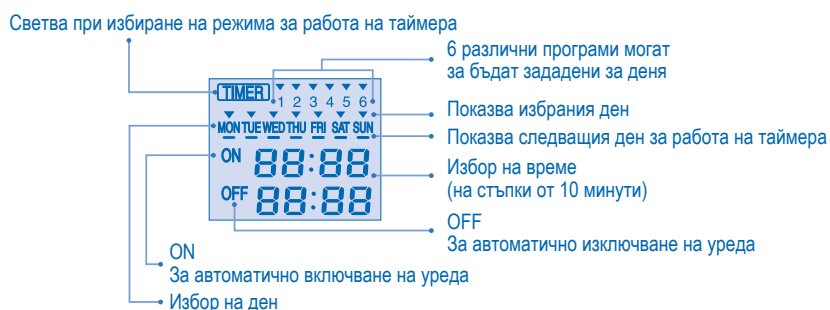 Светва при избиране на режима за работа на таймера
6 различни програми могат
за бъдат зададени за деня
TIMER
1 2 3 4 5 6
Показва избрания ден
MON TUE WED THU FRI SAT SUN
Показва следващия ден за работа на таймера
ON 88:88
Избор на време
(на стъпки от 10 минути)
OFF 88:88
OFF
За автоматично изключване на уреда
ON
За автоматично включване на уреда
Избор на ден